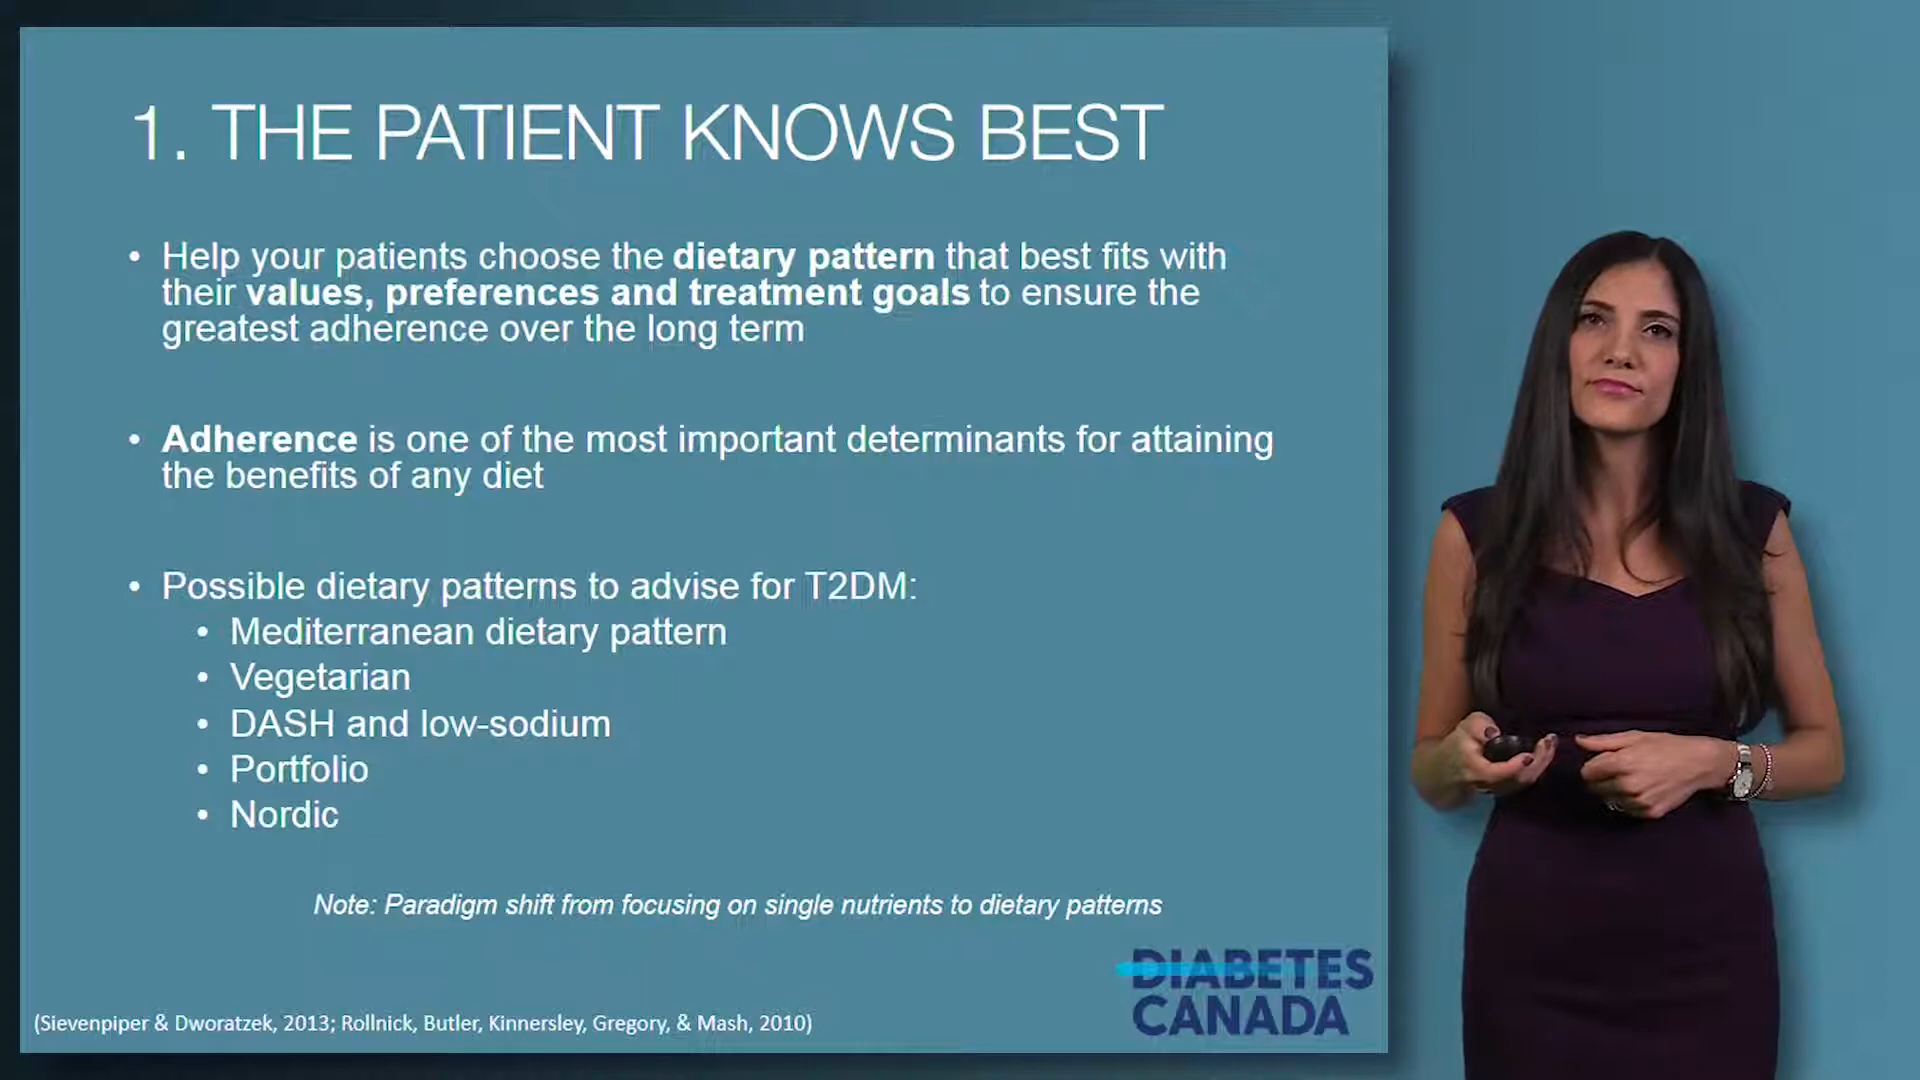 1. THE PATIENT KNOWS BEST
• Help your patients choose the dietary pattern that best fits with
their values, preferences and treatment goals to ensure the
greatest adherence over the long term
• Adherence is one of the most important determinants for attaining
the benefits of any diet
• Possible dietary patterns to advise for T2DM:
• Mediterranean dietary pattern
• Vegetarian
• DASH and low-sodium
• Portfolio
• Nordic
Note: Paradigm shift from focusing on single nutrients to dietary patterns
DIABETES
CANADA
(Sievenpiper & Dworatzek, 2013; Rollnick, Butler, Kinnersley, Gregory, & Mash, 2010)